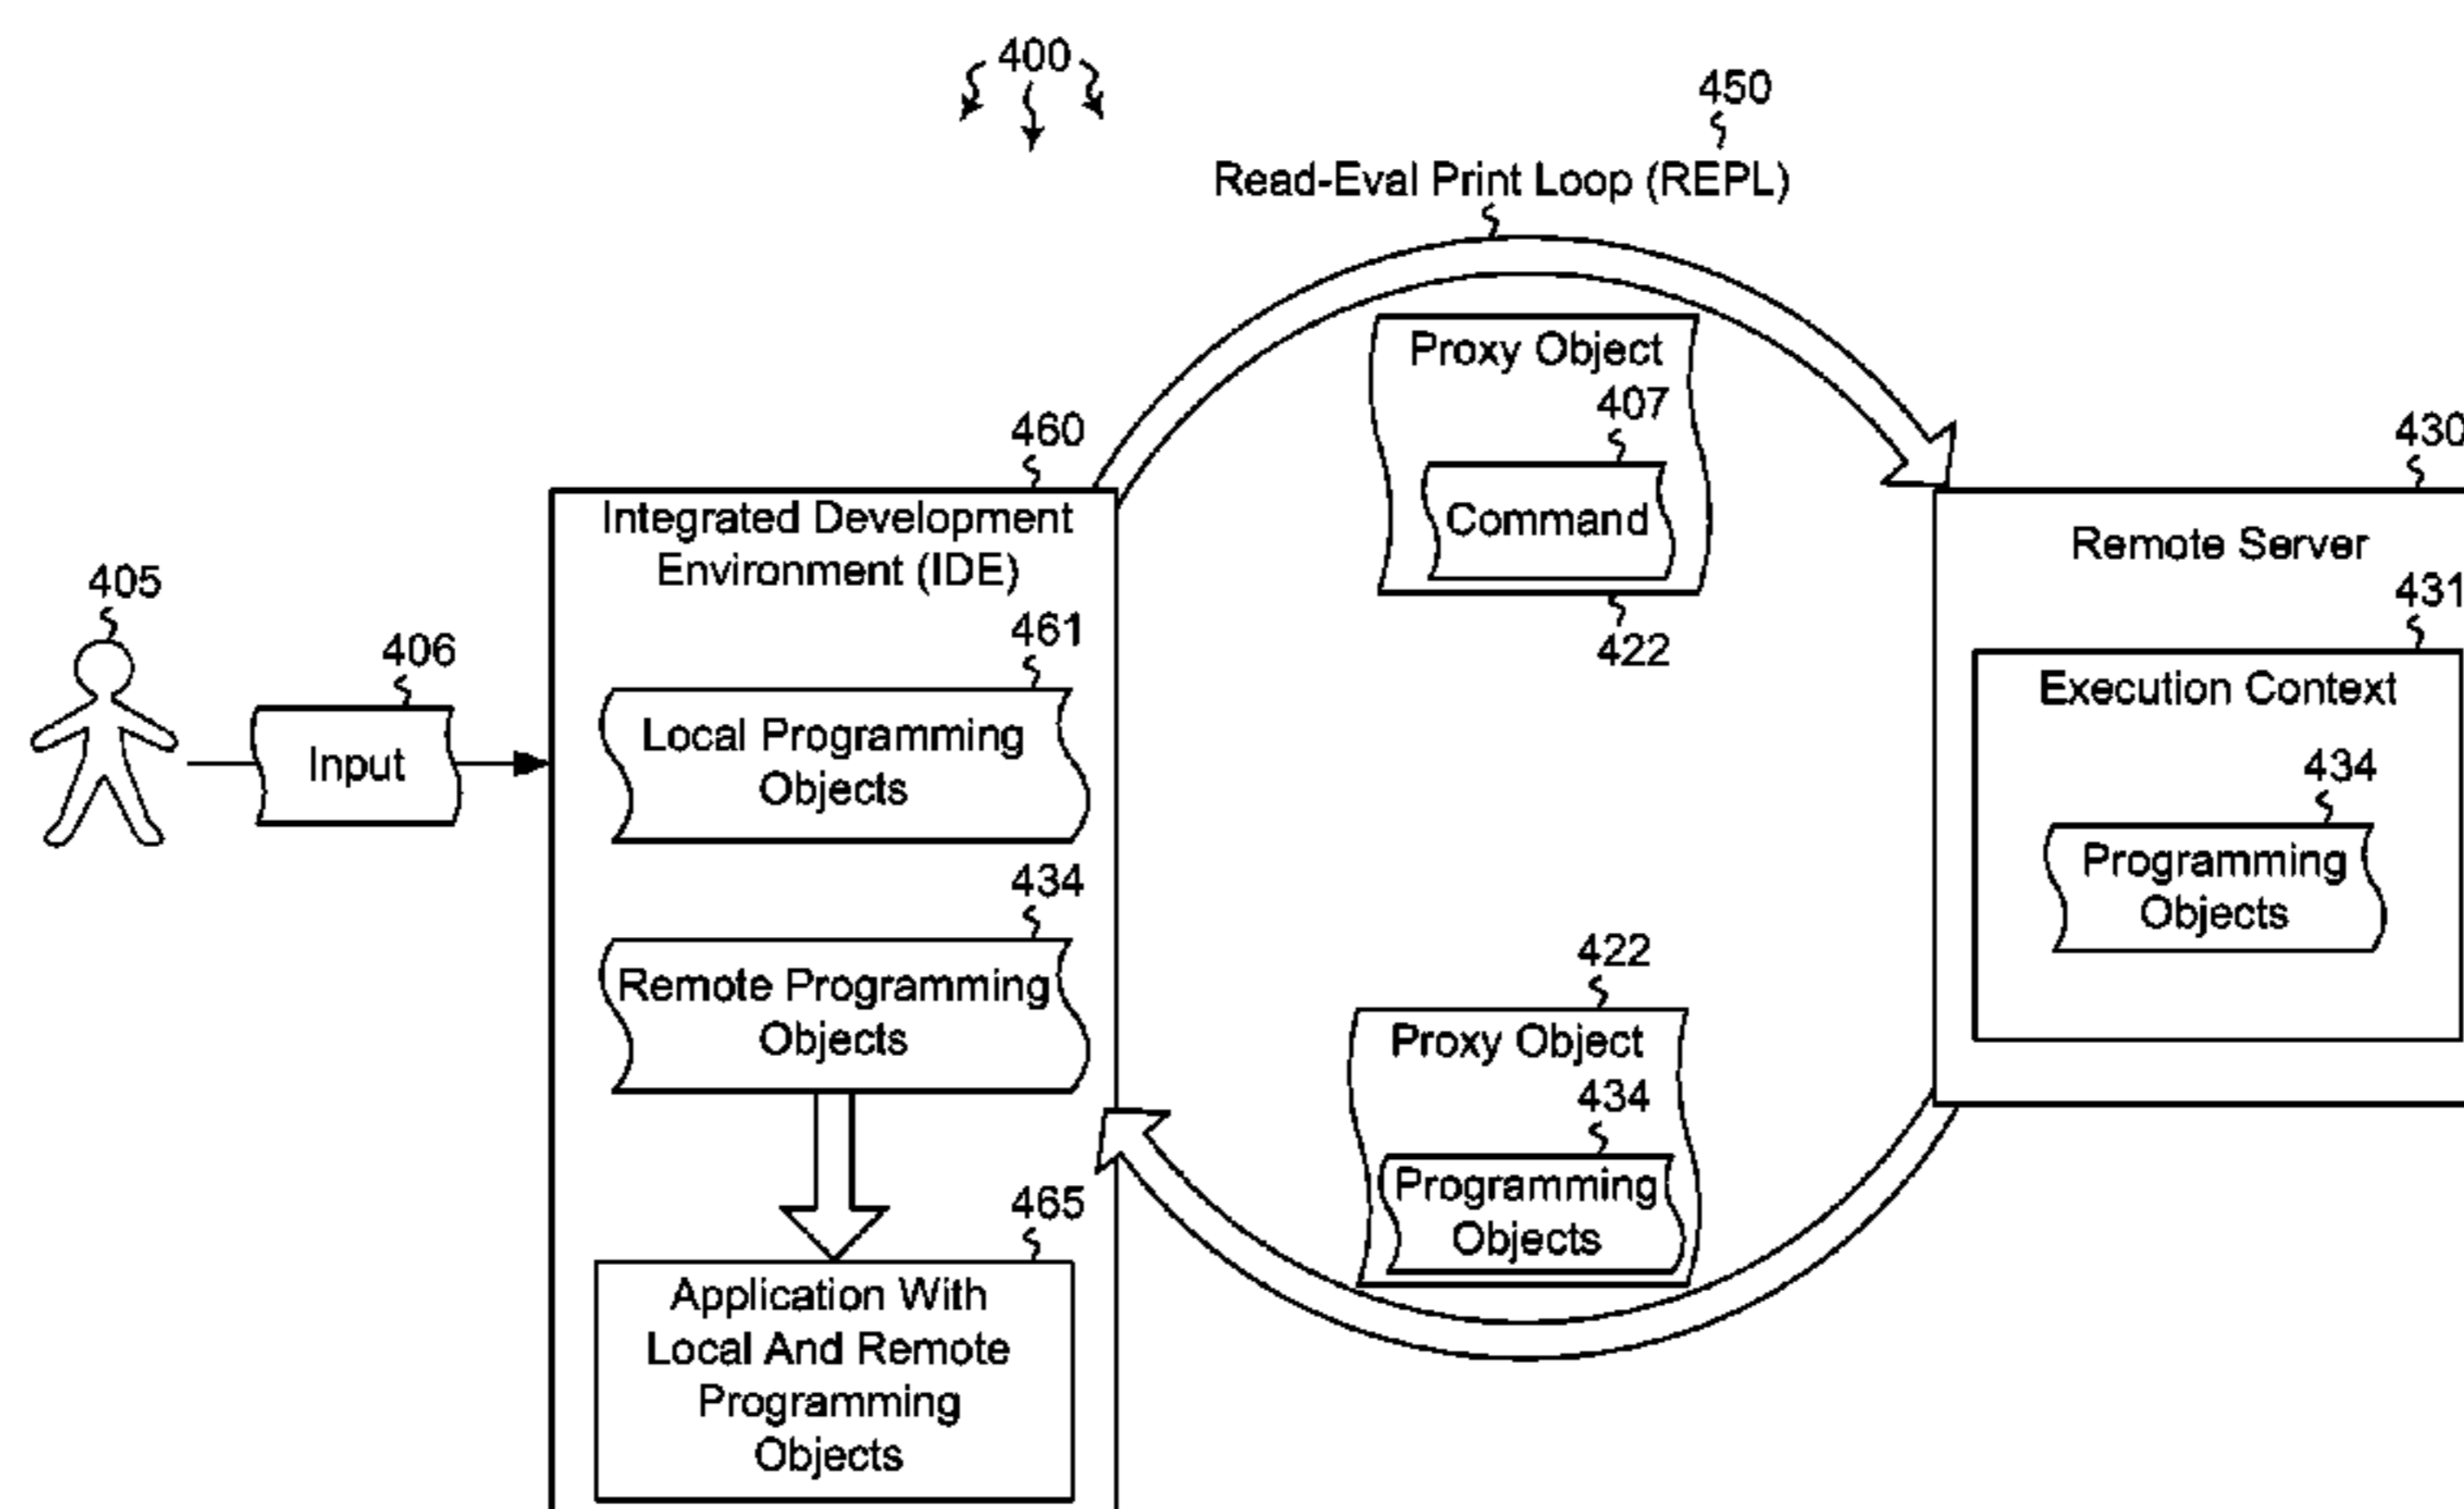 400
450
Read-Eval Print Loop (REPL)
Proxy Object
407
Command
422
460
Integrated Development
Environment (IDE)
461
Local Programming
Objects
434
Remote Programming
Objects
465
Application With
Local And Remote
Programming
Objects
405
406
Input
430
Remote Server
431
Execution Context
434
Programming
Objects
422
Proxy Object
434
Programming
Objects